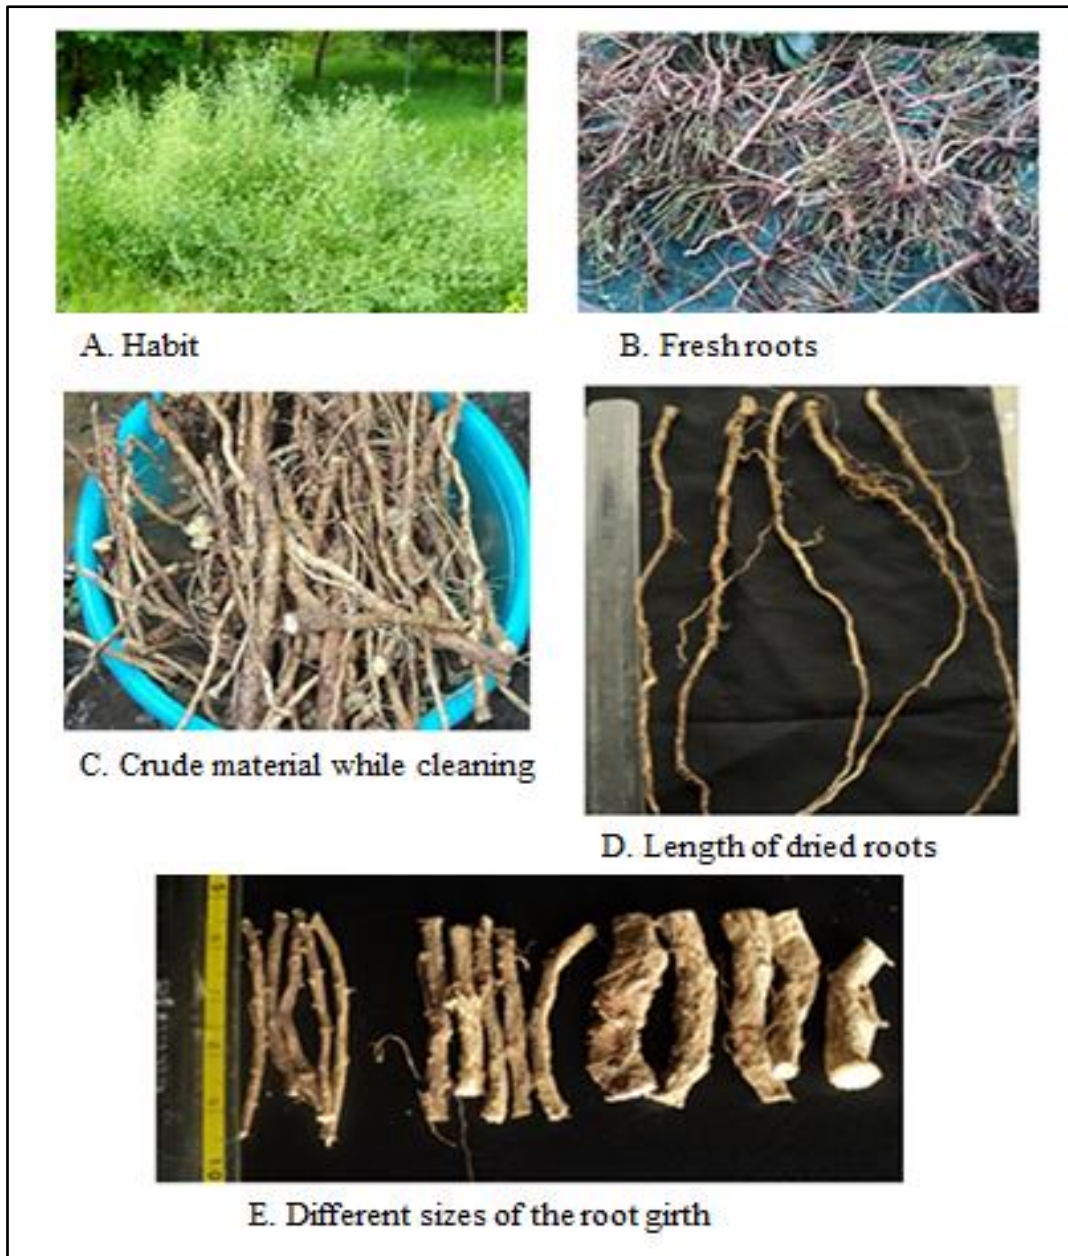 A. Habit
B. Fresh roots
C. Crude material while cleaning
D. Length of dried roots
E. Different sizes of the root girth